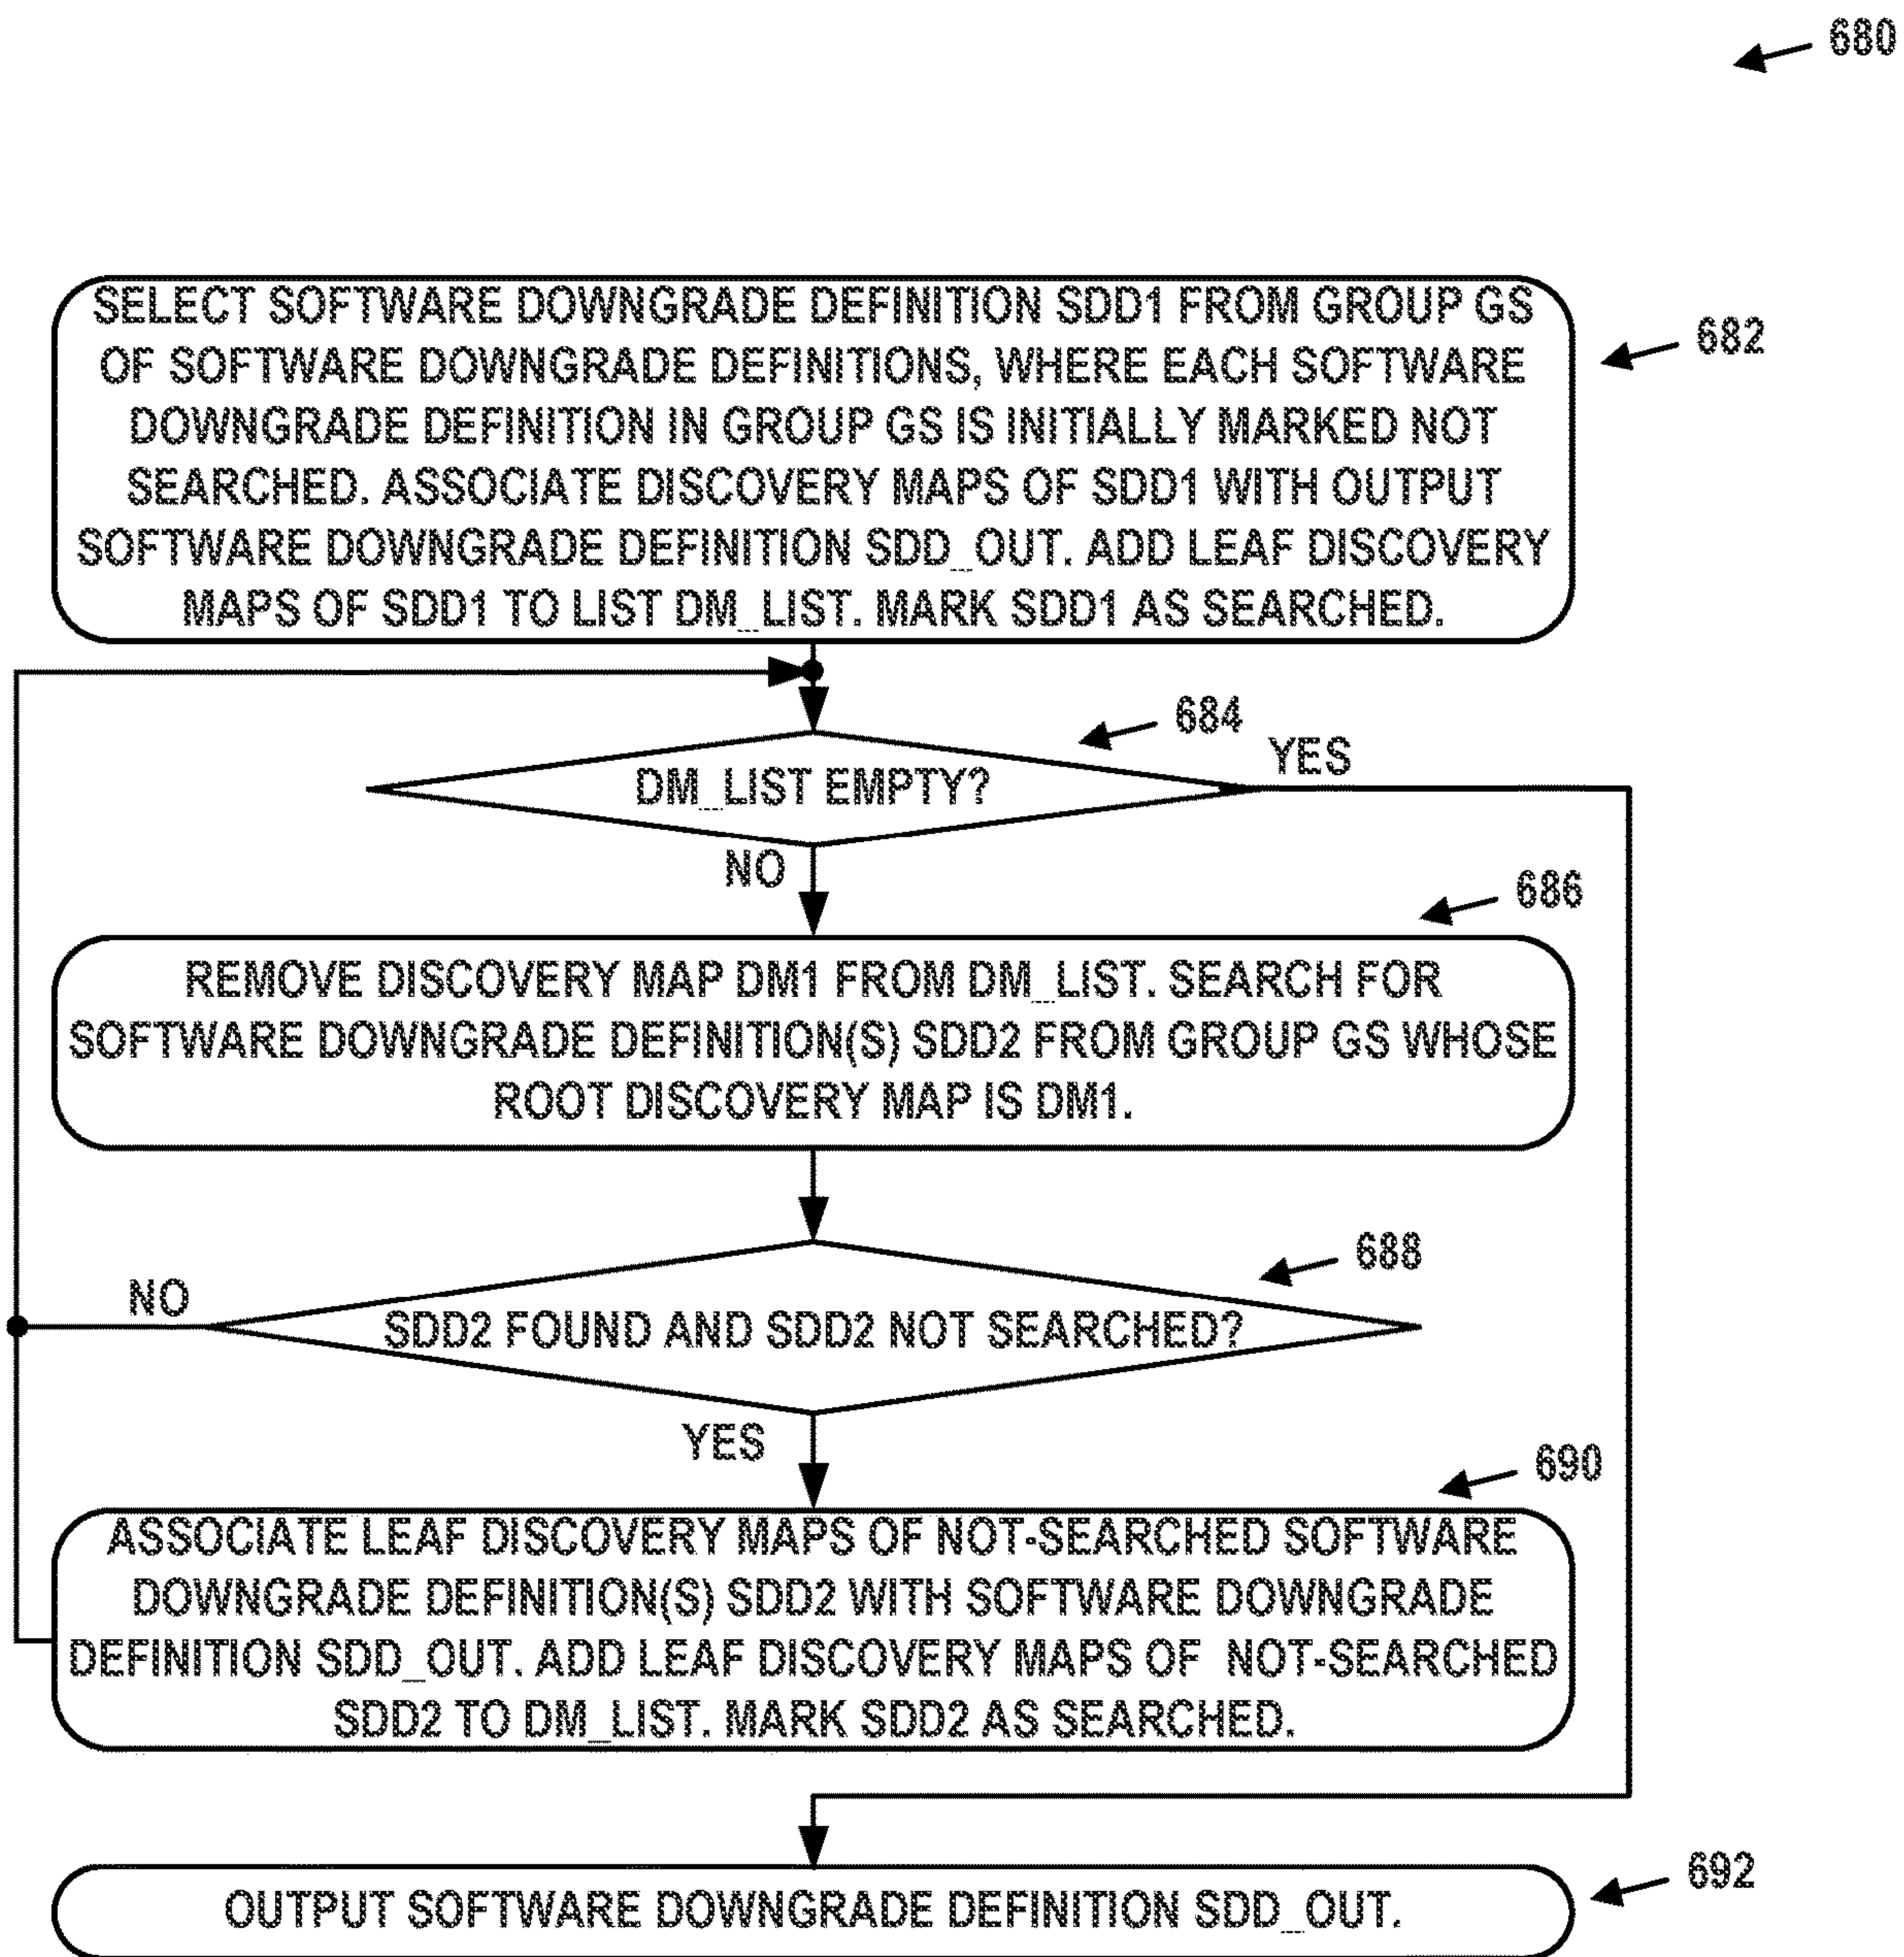 680
SELECT SOFTWARE DOWNGRADE DEFINITION SDD1 FROM GROUP GS
OF SOFTWARE DOWNGRADE DEFINITIONS, WHERE EACH SOFTWARE
DOWNGRADE DEFINITION IN GROUP GS IS INITIALLY MARKED NOT
SEARCHED. ASSOCIATE DISCOVERY MAPS OF SDD1 WITH OUTPUT
SOFTWARE DOWNGRADE DEFINITION SDD_OUT. ADD LEAF DISCOVERY
MAPS OF SDD1 TO LIST DM_LIST. MARK SDD1 AS SEARCHED.
682
684
DM_LIST EMPTY?
YES
NO
686
REMOVE DISCOVERY MAP DM1 FROM DM_LIST. SEARCH FOR
SOFTWARE DOWNGRADE DEFINITION(S) SDD2 FROM GROUP GS WHOSE
ROOT DISCOVERY MAP IS DM1.
688
NO
SDD2 FOUND AND SDD2 NOT SEARCHED?
YES
690
ASSOCIATE LEAF DISCOVERY MAPS OF NOT-SEARCHED SOFTWARE
DOWNGRADE DEFINITION(S) SDD2 WITH SOFTWARE DOWNGRADE
DEFINITION SDD_OUT. ADD LEAF DISCOVERY MAPS OF NOT-SEARCHED
SDD2 TO DM_LIST. MARK SDD2 AS SEARCHED.
692
OUTPUT SOFTWARE DOWNGRADE DEFINITION SDD_OUT.